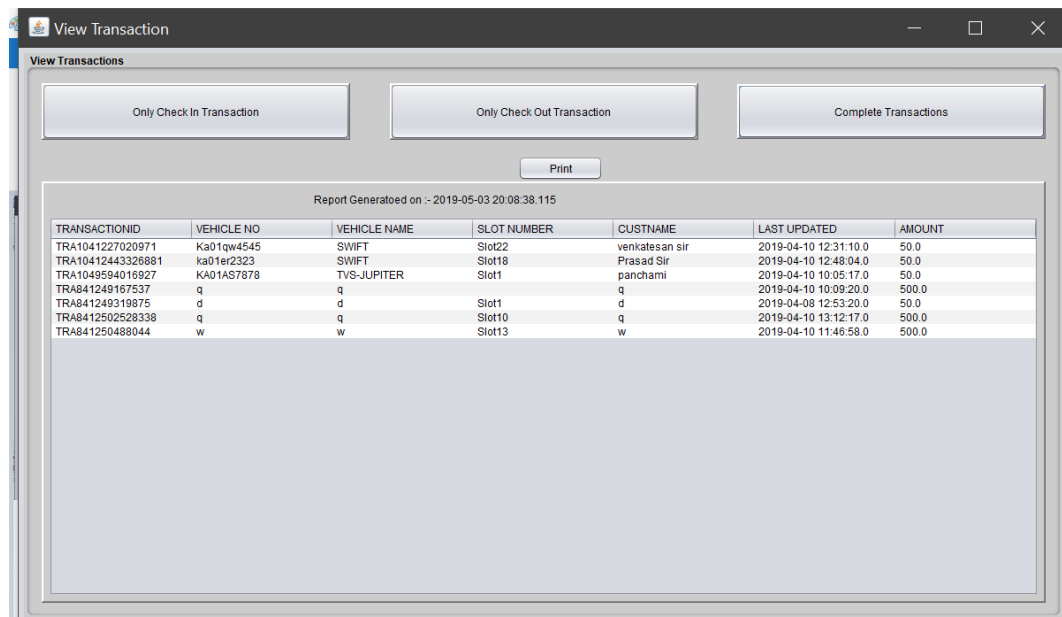 View Transaction
View Transactions
Only Check In Transaction Only Check Out Transaction Complete Transactions
Print
Report Generatoed on :- 2019-05-03 20:08:38.115
TRANSACTIONID VEHICLE NO VEHICLE NAME SLOT NUMBER CUSTNAME LAST UPDATED AMOUNT
TRA1041227020971 Ka01qw4545 SWIFT Slot22 venkatesan sir 2019-04-10 12:31:10.0 50.0
TRA10412443326881 ka01er2323 SWIFT Slot18 Prasad Sir 2019-04-10 12:48:04.0 50.0
TRA1049594016927 KA01AS7878 TVS-JUPITER Slot1 panchami 2019-04-10 10:05:17.0 50.0
TRA841249167537 q q q 2019-04-10 10:09:20.0 500.0
TRA841249319875 d d Slot1 d 2019-04-08 12:53:20.0 50.0
TRA8412502528338 q q Slot10 q 2019-04-10 13:12:17.0 500.0
TRA841250488044 w w Slot13 w 2019-04-10 11:46:58.0 500.0